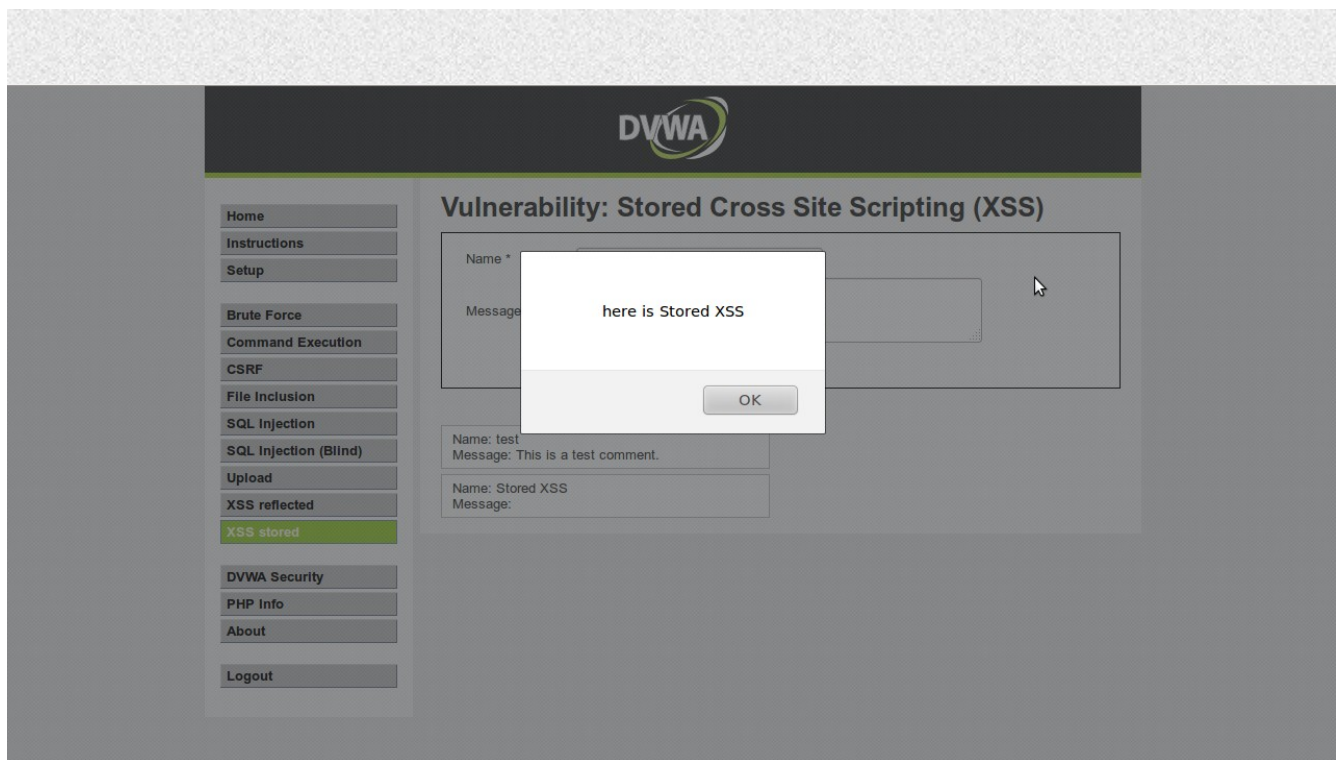 DVWA
Home
Instructions
Setup
Brute Force
Command Execution
CSRF
File Inclusion
SQL Injection
SQL Injection (Blind)
Upload
XSS reflected
XSS stored
DVWA Security
PHP Info
About
Logout
Vulnerability: Stored Cross Site Scripting (XSS)
Name *
Message
here is Stored XSS
OK
Name: test
Message: This is a test comment.
Name: Stored XSS
Message: